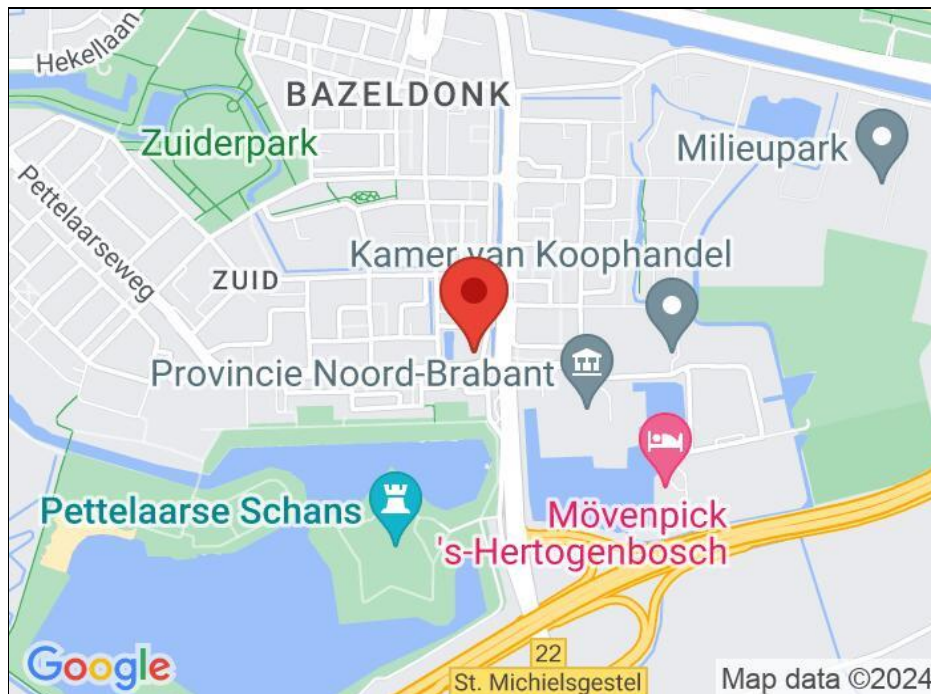 Hekellaan
BAZELDONK
Zuiderpark
Milieupark
Pettelaarseweg
Kamer van Koophandel
ZUID
Provincie Noord-Brabant
Pettelaarse Schans
Mövenpick
's-Hertogenbosch
22
St. Michielsgestel
Google
Map data ©2024